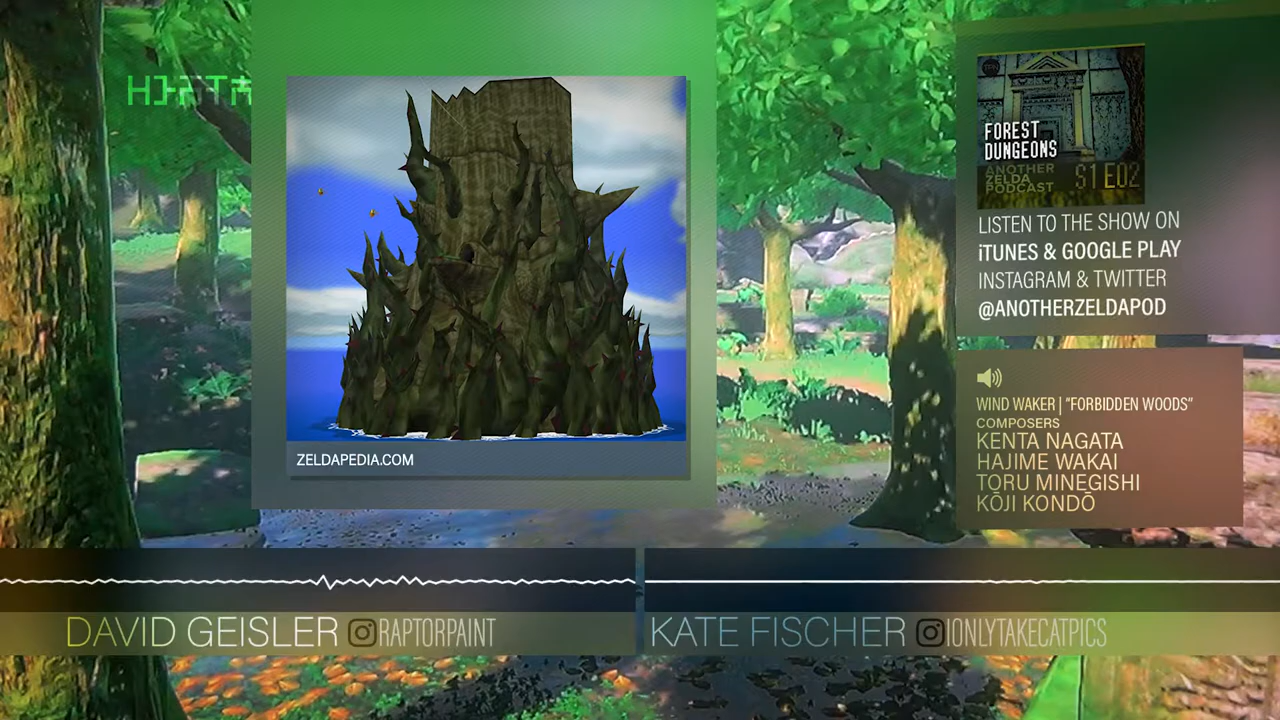 ZELDAPEDIA.COM
FOREST
DUNGEONS
ANOTHER
ZELDA
PODCAST
S1 E02
LISTEN TO THE SHOW ON
iTUNES & GOOGLE PLAY
INSTAGRAM & TWITTER
@ANOTHERZELDAPOD
WIND WAKER | "FORBIDDEN WOODS"
COMPOSERS
KENTA NAGATA
HAJIME WAKAI
TORU MINEGISHI
KŌJI KONDŌ
DAVID GEISLER RAPTORPAINT
KATE FISCHER IONLYTAKECATPICS